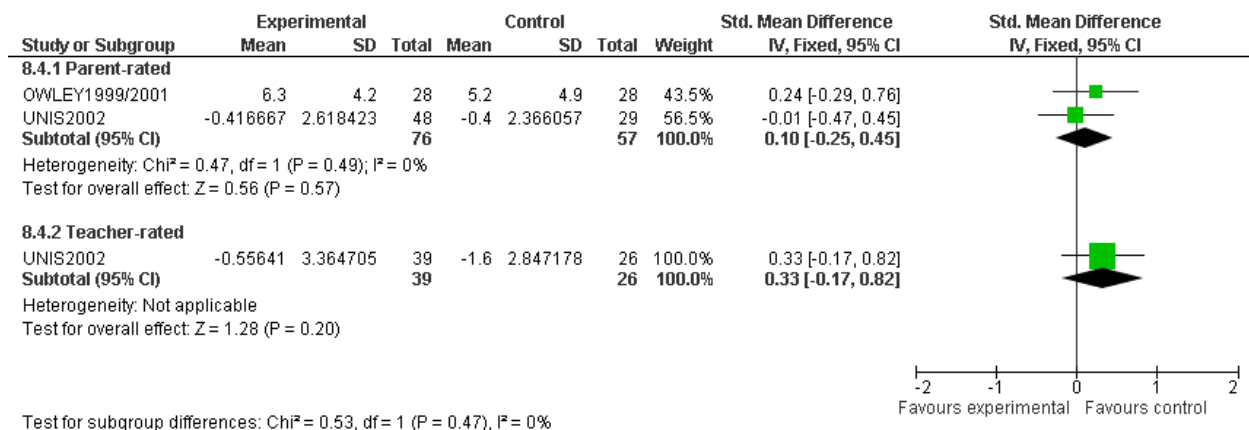 Experimental Control Std. Mean Difference Std. Mean Difference
Study or Subgroup Mean SD Total Mean SD Total Weight IV, Fixed, 95% CI IV, Fixed, 95% CI
8.4.1 Parent-rated
OWLEY1999/2001 6.3 4.2 28 5.2 4.9 28 43.5% 0.24 [-0.29, 0.76]
UNIS2002 -0.416667 2.618423 48 -0.4 2.366057 29 56.5% -0.01 [-0.47, 0.45]
Subtotal (95% CI) 76 57 100.0% 0.10 [-0.25, 0.45]
Heterogeneity: Chi² = 0.47, df = 1 (P = 0.49); I² = 0%
Test for overall effect: Z = 0.56 (P = 0.57)
8.4.2 Teacher-rated
UNIS2002 -0.55641 3.364705 39 -1.6 2.847178 26 100.0% 0.33 [-0.17, 0.82]
Subtotal (95% CI) 39 26 100.0% 0.33 [-0.17, 0.82]
Heterogeneity: Not applicable
Test for overall effect: Z = 1.28 (P = 0.20)
-2 -1 0 1 2
Favours experimental Favours control
Test for subgroup differences: Chi² = 0.53, df = 1 (P = 0.47), I² = 0%